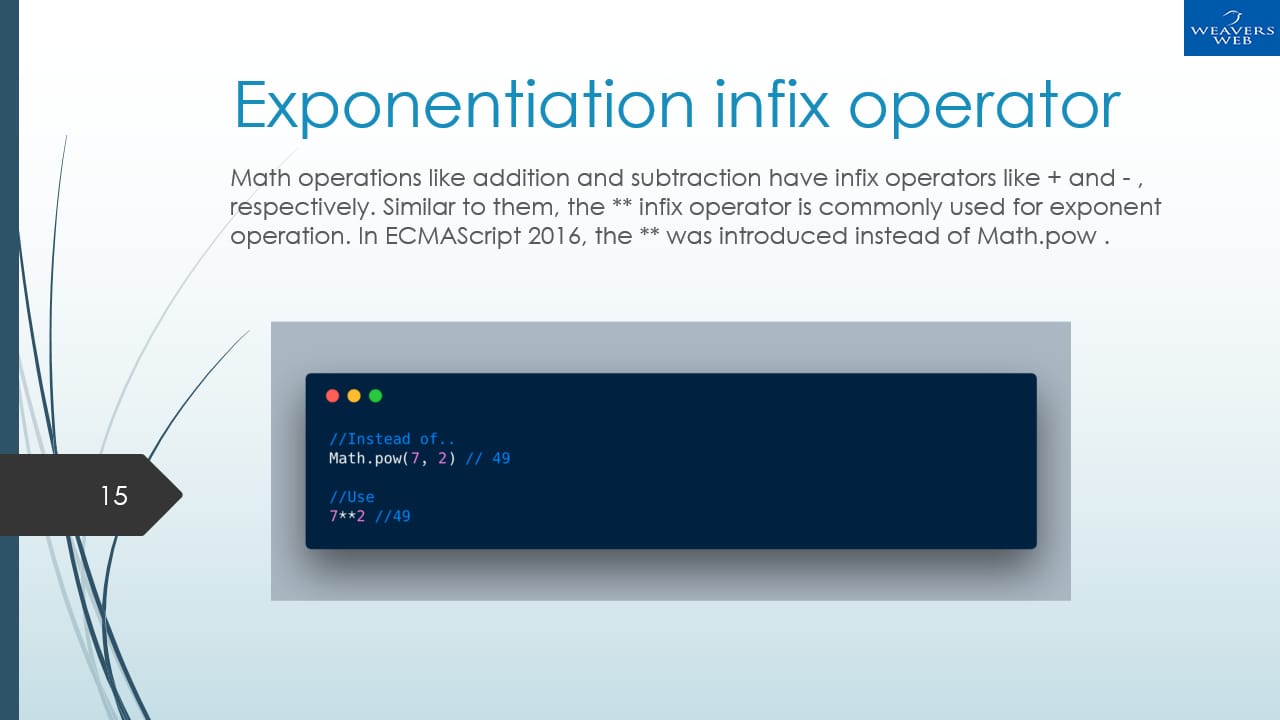 WEAVERS
WEB
Exponentiation infix operator
Math operations like addition and subtraction have infix operators like + and - ,
respectively. Similar to them, the ** infix operator is commonly used for exponent
operation. In ECMAScript 2016, the ** was introduced instead of Math.pow .
//Instead of..
Math.pow(7, 2) // 49
//Use
7**2 //49
15